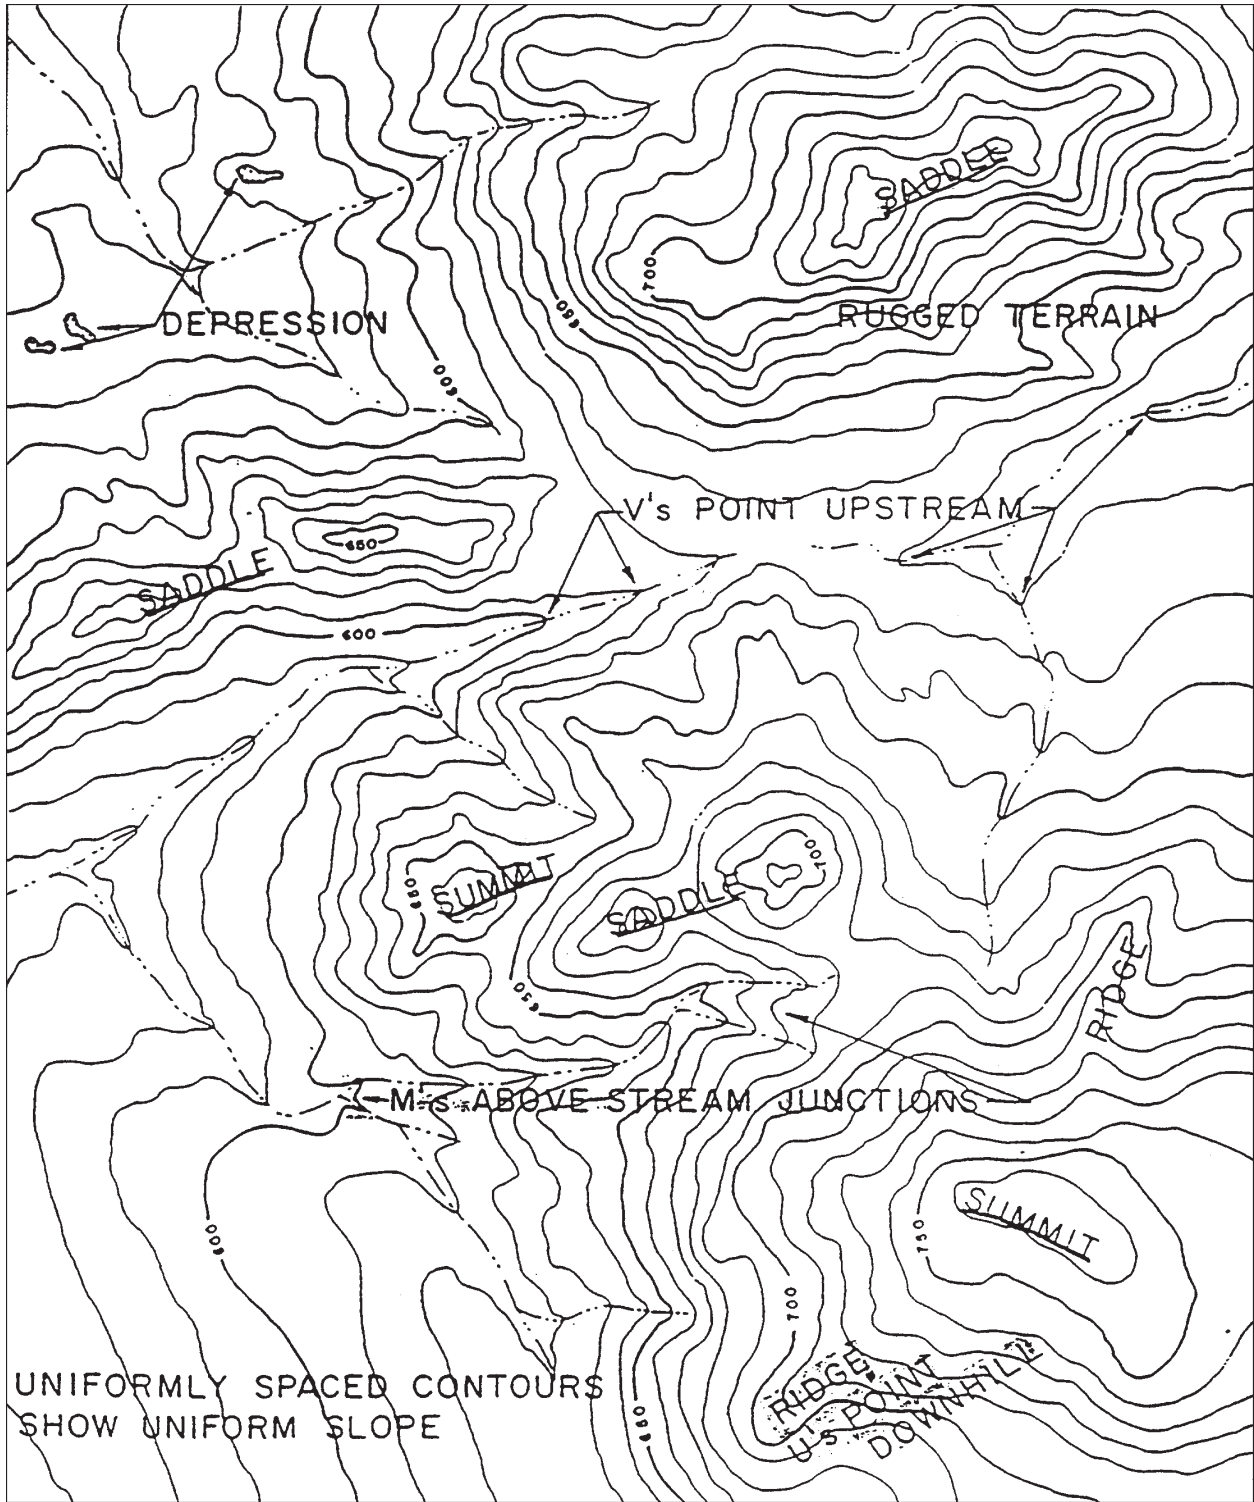 SADDLE
700
650
RUGGED TERRAIN
DEPRESSION
600
V's POINT UPSTREAM
650
SADDLE
600
700
650
SUMMIT
SADDLE
RIDGE
650
M's ABOVE STREAM JUNCTIONS
SUMMIT
600
750
700
RIDGE
U's POINT
DOWNHILL
UNIFORMLY SPACED CONTOURS
SHOW UNIFORM SLOPE
650